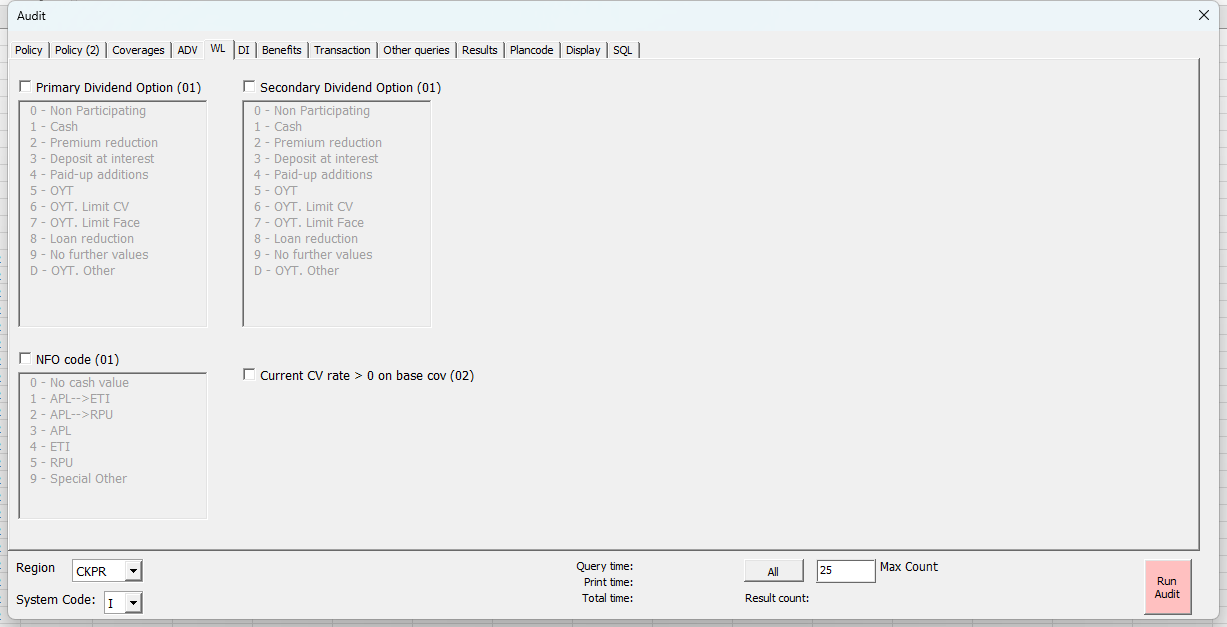 Audit
Policy Policy (2) Coverages ADV WL DI Benefits Transaction Other queries Results Plancode Display SQL
Primary Dividend Option (01)
0 - Non Participating
1 - Cash
2 - Premium reduction
3 - Deposit at interest
4 - Paid-up additions
5 - OYT
6 - OYT. Limit CV
7 - OYT. Limit Face
8 - Loan reduction
9 - No further values
D - OYT. Other
Secondary Dividend Option (01)
0 - Non Participating
1 - Cash
2 - Premium reduction
3 - Deposit at interest
4 - Paid-up additions
5 - OYT
6 - OYT. Limit CV
7 - OYT. Limit Face
8 - Loan reduction
9 - No further values
D - OYT. Other
NFO code (01)
0 - No cash value
1 - APL-->ETI
2 - APL-->RPU
3 - APL
4 - ETI
5 - RPU
9 - Special Other
Current CV rate > 0 on base cov (02)
Region CKPR
System Code: I
Query time:
Print time:
Total time:
All 25 Max Count
Result count:
Run
Audit